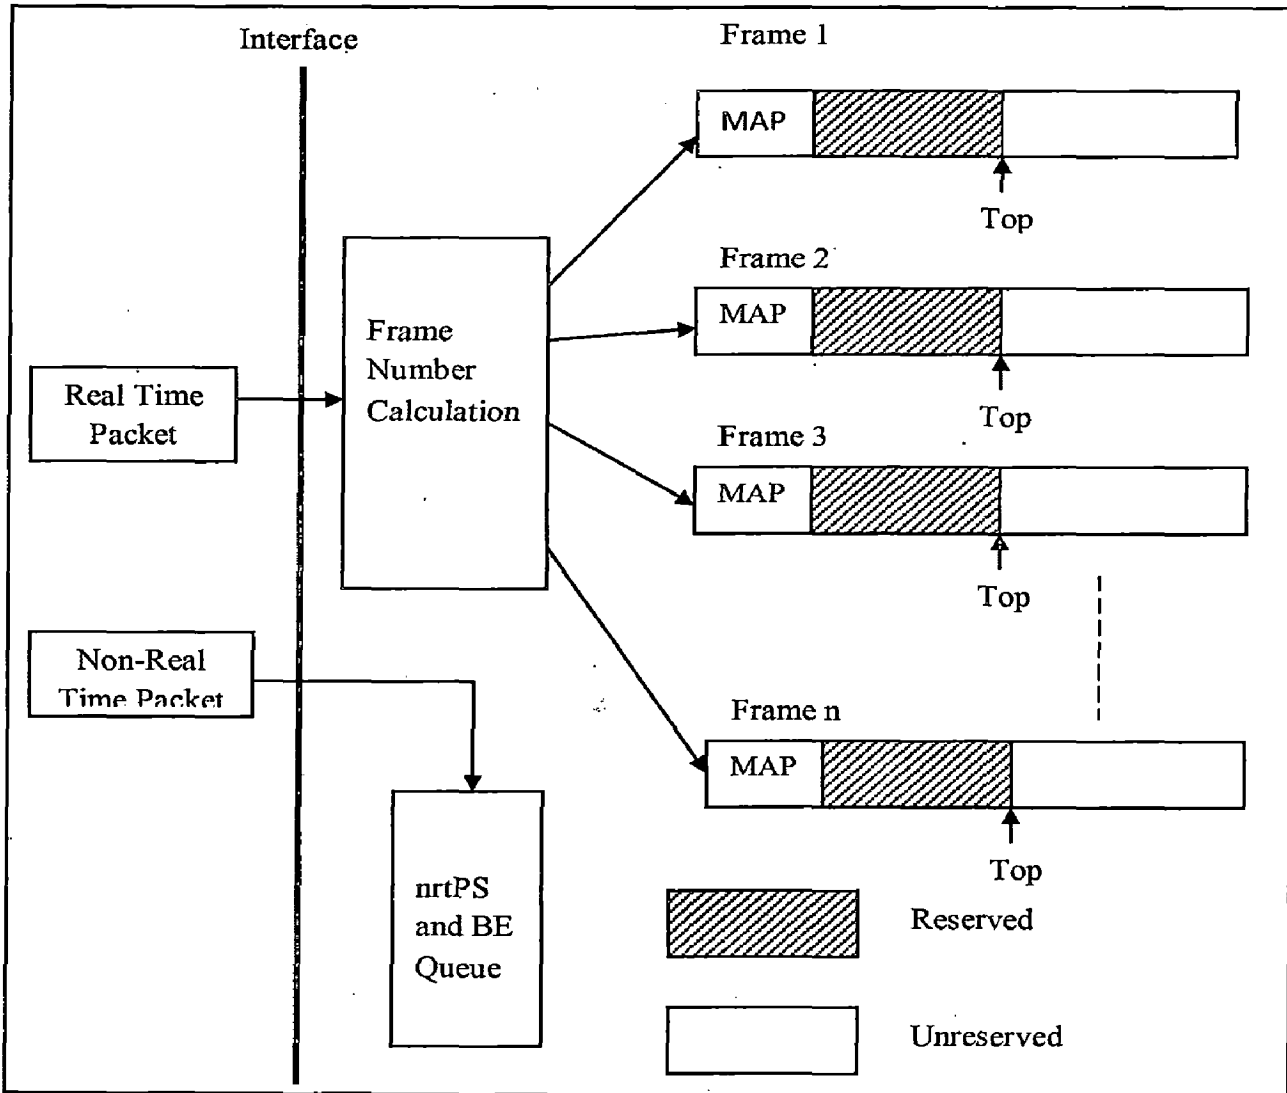 Interface
Frame 1
MAP
Top
Frame 2
MAP
Top
Frame
Number
Calculation
Real Time
Packet
Frame 3
MAP
Top
Non-Real
Time Packet
Frame n
MAP
Top
nrtPS
and BE
Queue
Reserved
Unreserved